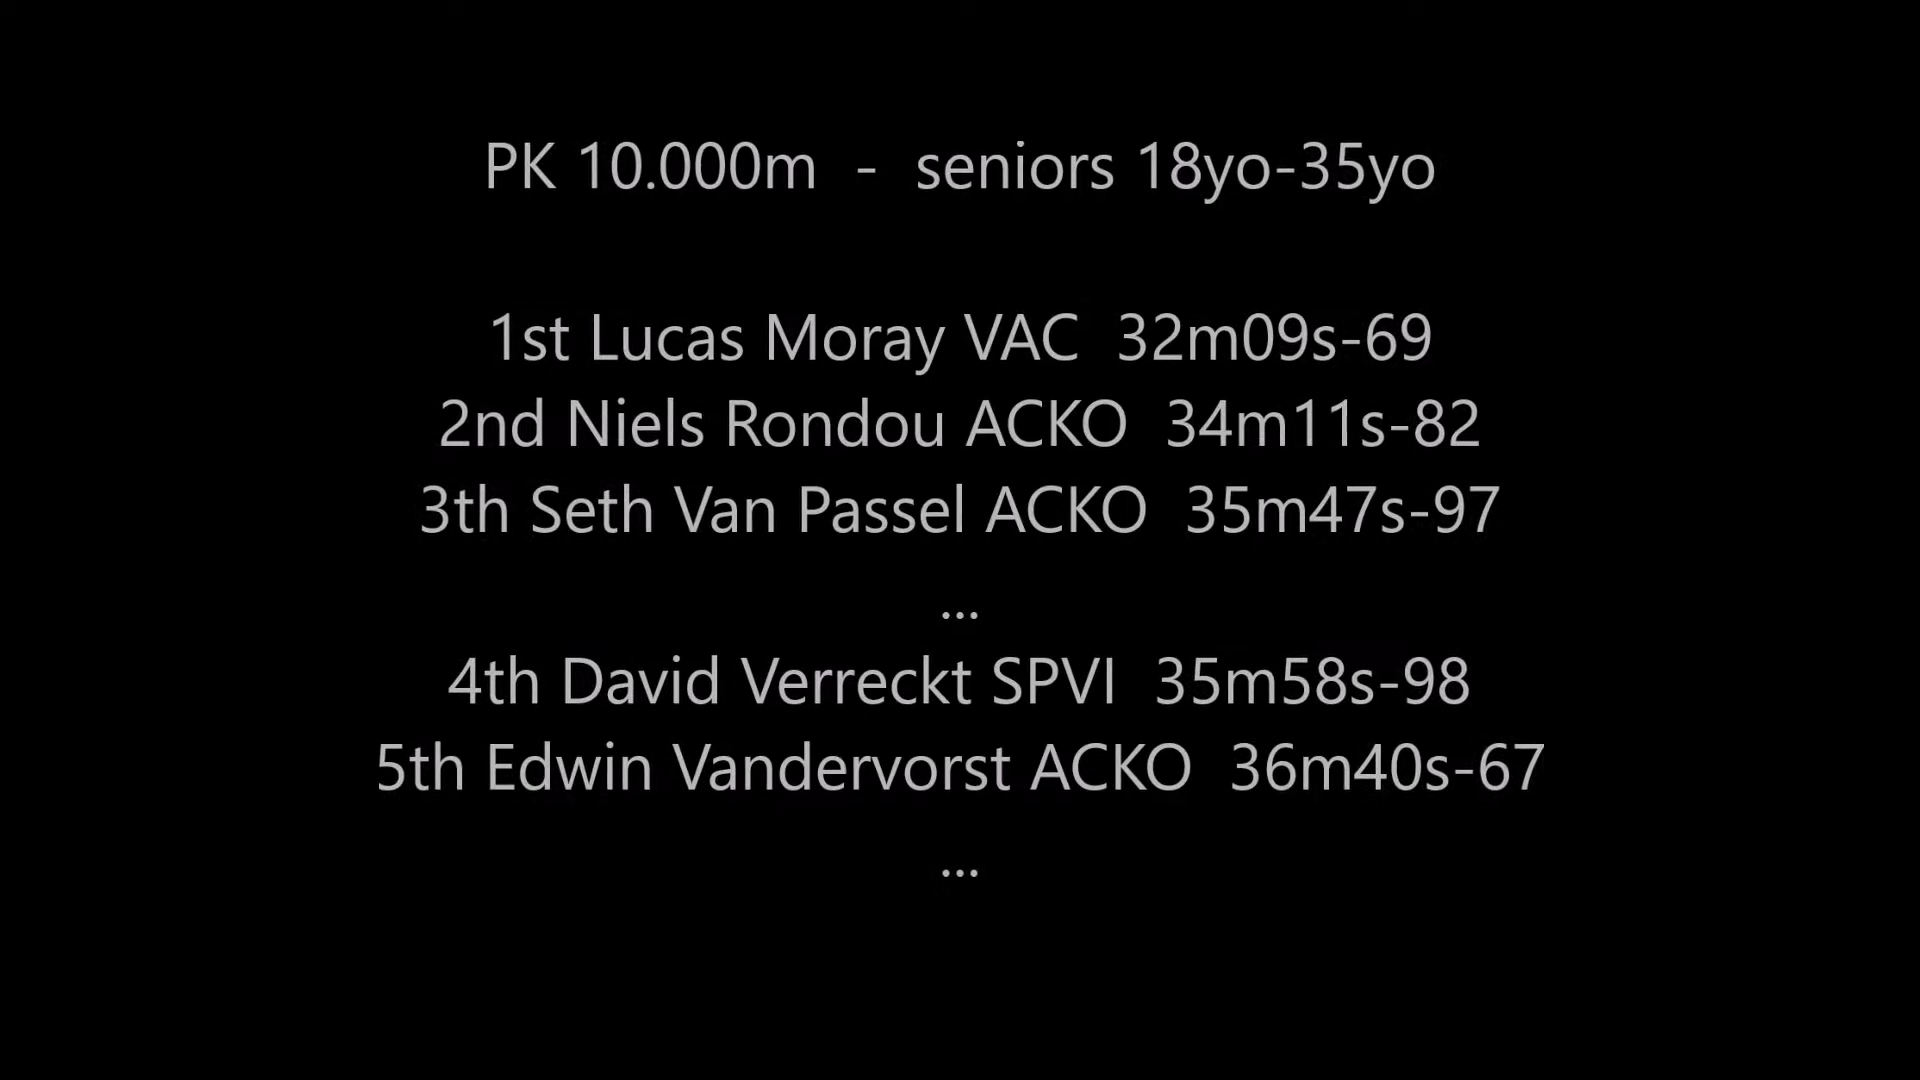 PK 10.000m - seniors 18yo-35yo
1st Lucas Moray VAC 32m09s-69
2nd Niels Rondou ACKO 34m11s-82
3th Seth Van Passel ACKO 35m47s-97
...
4th David Verreckt SPVI 35m58s-98
5th Edwin Vandervorst ACKO 36m40s-67
...